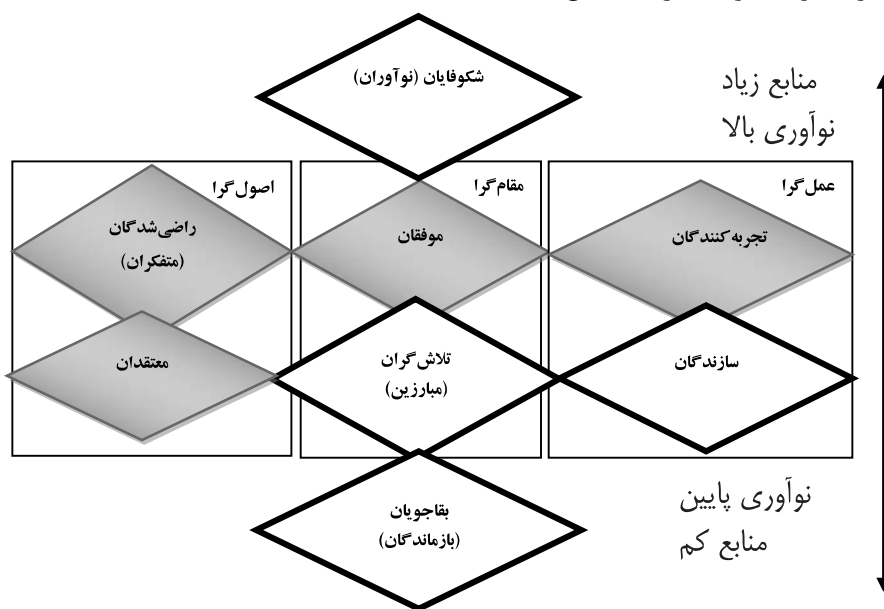 شکوفایان (نوآوران)
منابع زیاد
نوآوری بالا
عمل‌گرا
مقام‌گرا
اصول‌گرا
تجربه‌کنندگان
موفقان
راضی‌شدگان
(متفکران)
سازندگان
تلاش‌گران
(مبارزین)
معتقدان
نوآوری پایین
منابع کم
بقاجویان
(بازماندگان)